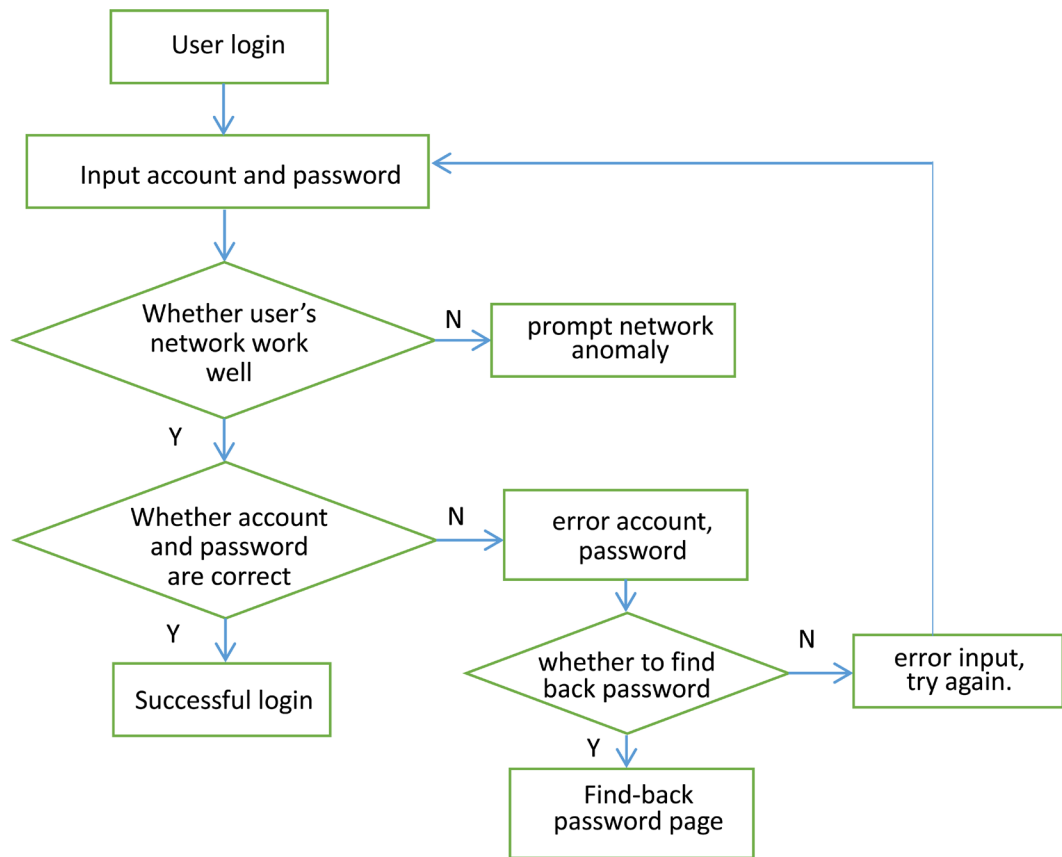 User login
Input account and password
Whether user’s
network work
well
N
prompt network
anomaly
Y
Whether account
and password
are correct
N
error account,
password
Y
Successful login
whether to find
back password
N
error input,
try again.
Y
Find-back
password page